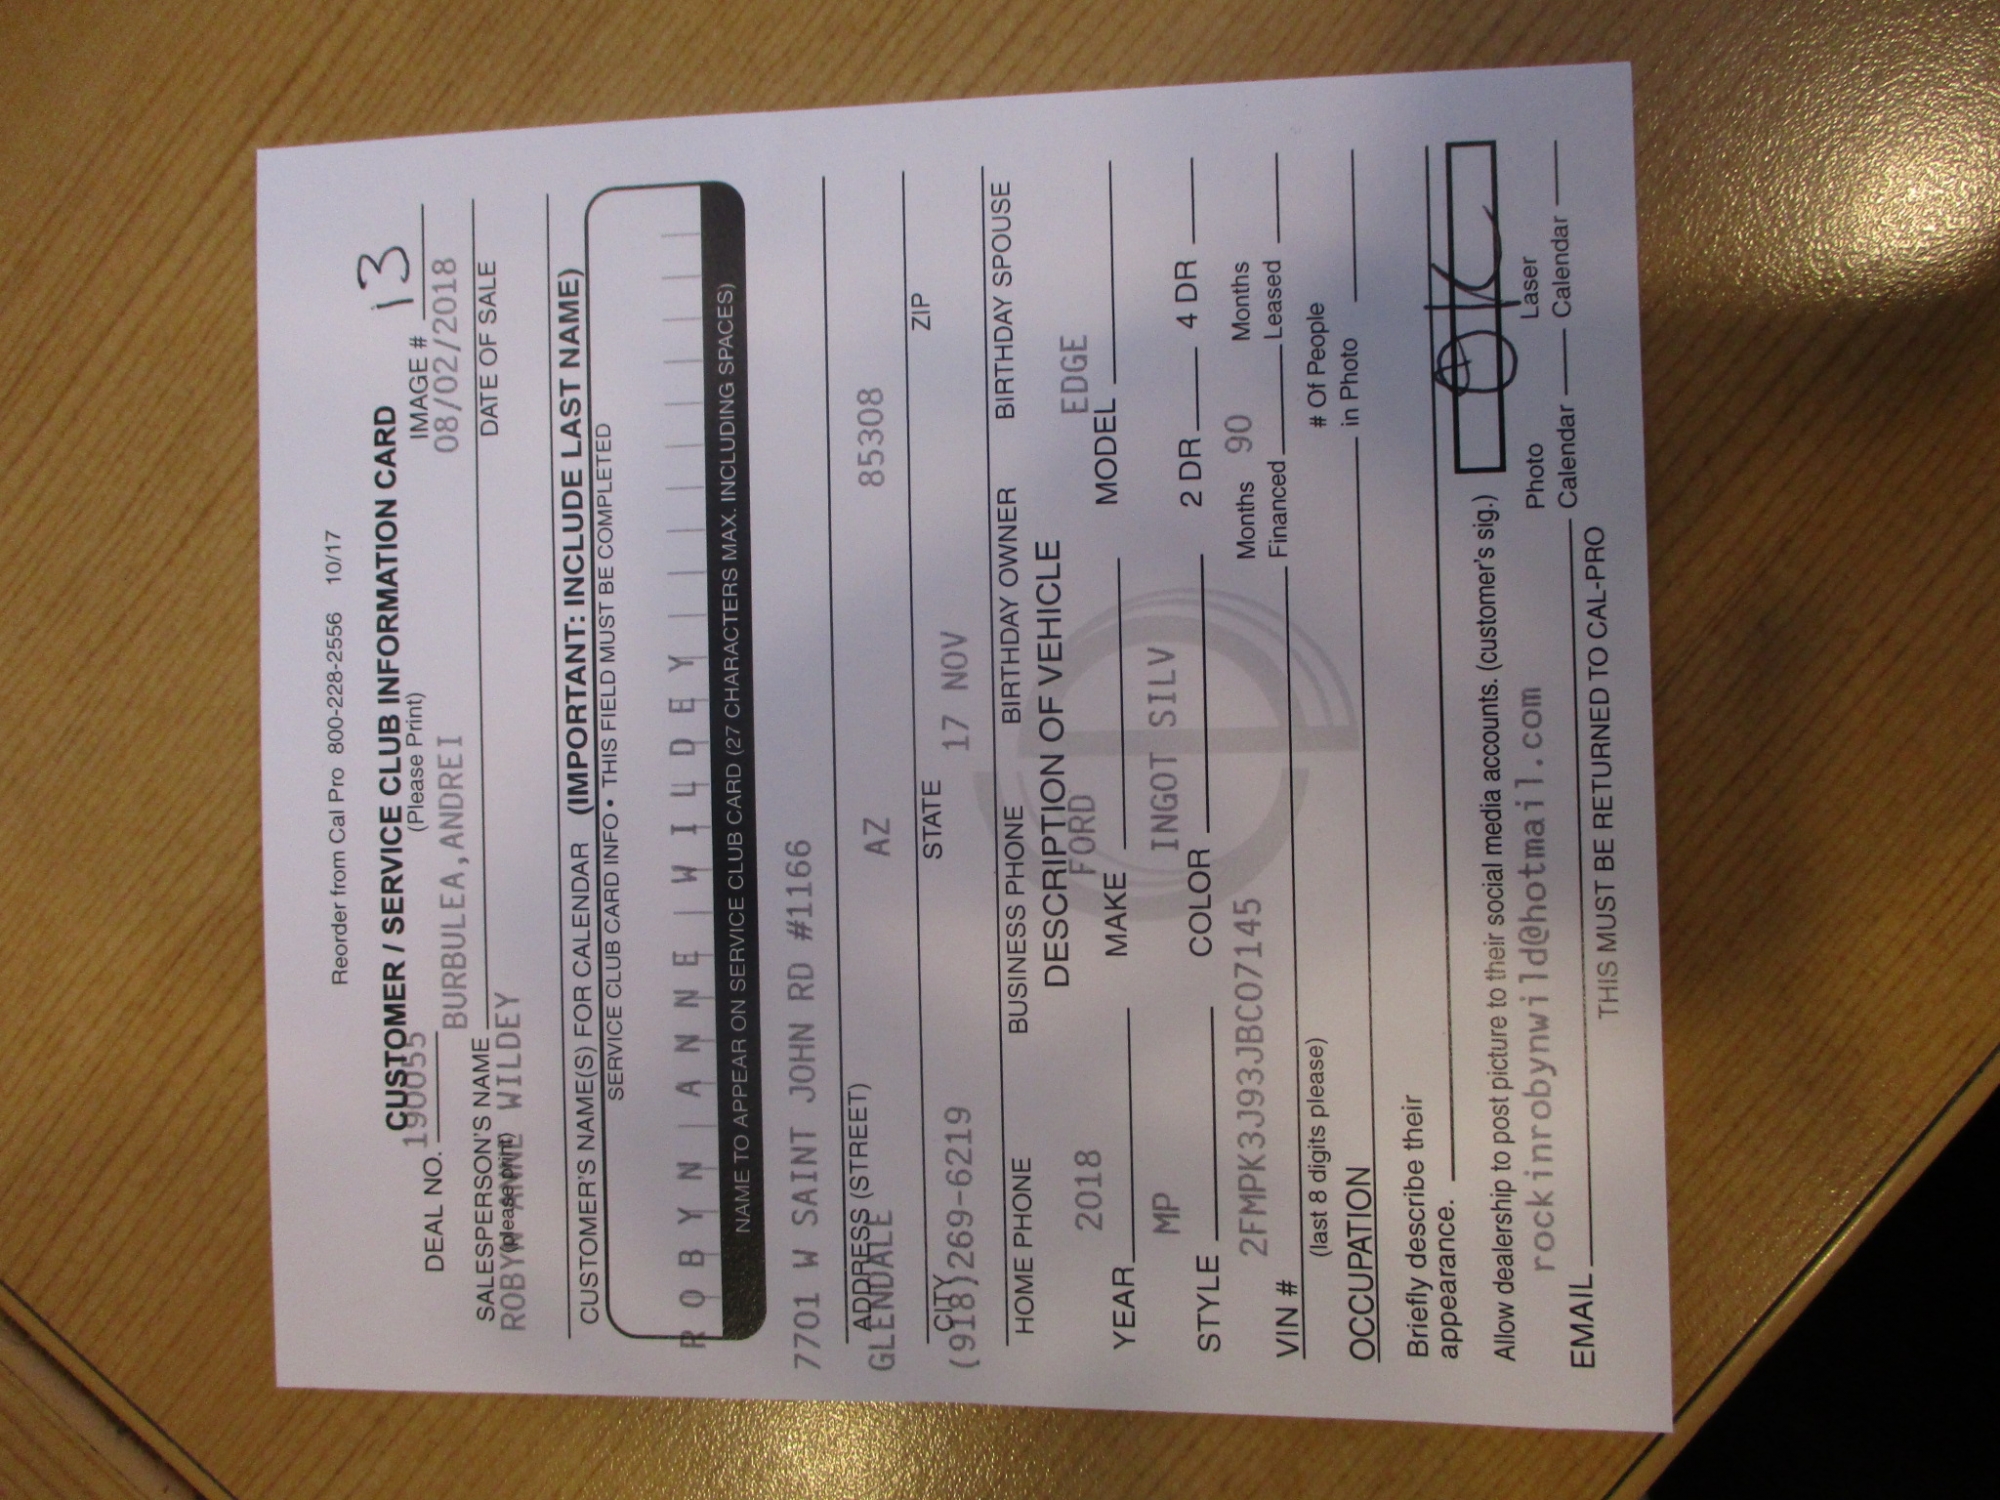 Reorder from Cal Pro 800-228-2556 10/17
CUSTOMER / SERVICE CLUB INFORMATION CARD
(Please Print)
DEAL NO. 190055 IMAGE # 13
BURBULEA,ANDREI 08/02/2018
SALESPERSON'S NAME DATE OF SALE
(please print)
ROBYN ANNE WILDEY
CUSTOMER'S NAME(S) FOR CALENDAR (IMPORTANT: INCLUDE LAST NAME)
SERVICE CLUB CARD INFO • THIS FIELD MUST BE COMPLETED
R O B Y N A N N E W I L D E Y
NAME TO APPEAR ON SERVICE CLUB CARD (27 CHARACTERS MAX. INCLUDING SPACES)
7701 W SAINT JOHN RD #1166
ADDRESS (STREET)
GLENDALE AZ 85308
CITY STATE ZIP
(918)269-6219 17 NOV
HOME PHONE BUSINESS PHONE BIRTHDAY OWNER BIRTHDAY SPOUSE
DESCRIPTION OF VEHICLE
2018 FORD EDGE
YEAR MAKE MODEL
MP INGOT SILV
STYLE COLOR 2 DR 4 DR
2FMPK3J93JBC07145 Months 90 Months
VIN # Financed Leased
(last 8 digits please) # Of People
OCCUPATION in Photo
Briefly describe their
appearance.
Allow dealership to post picture to their social media accounts. (customer's sig.) OK
rockinrobynwild@hotmail.com Photo Laser
EMAIL Calendar Calendar
THIS MUST BE RETURNED TO CAL-PRO